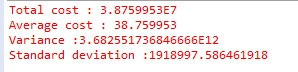 Total cost : 3.8759953E7
Average cost : 38.759953
Variance :3.682551736846666E12
Standard deviation :1918997.586461918